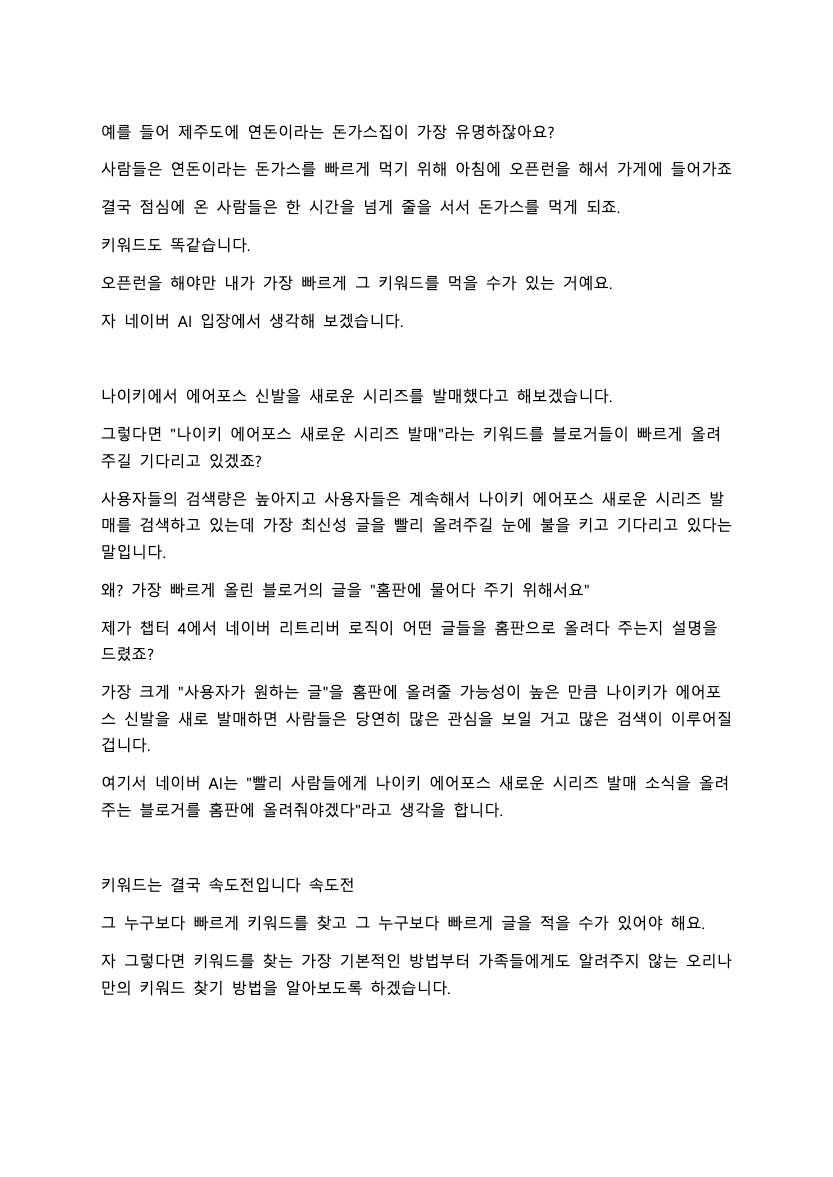 예를 들어 제주도에 연돈이라는 돈가스집이 가장 유명하잖아요?
사람들은 연돈이라는 돈가스를 빠르게 먹기 위해 아침에 오픈런을 해서 가게에 들어가죠
결국 점심에 온 사람들은 한 시간을 넘게 줄을 서서 돈가스를 먹게 되죠.
키워드도 똑같습니다.
오픈런을 해야만 내가 가장 빠르게 그 키워드를 먹을 수가 있는 거예요.
자 네이버 AI 입장에서 생각해 보겠습니다.
나이키에서 에어포스 신발을 새로운 시리즈를 발매했다고 해보겠습니다.
그렇다면 "나이키 에어포스 새로운 시리즈 발매"라는 키워드를 블로거들이 빠르게 올려
주길 기다리고 있겠죠?
사용자들의 검색량은 높아지고 사용자들은 계속해서 나이키 에어포스 새로운 시리즈 발
매를 검색하고 있는데 가장 최신성 글을 빨리 올려주길 눈에 불을 키고 기다리고 있다는
말입니다.
왜? 가장 빠르게 올린 블로거의 글을 "홈판에 물어다 주기 위해서요"
제가 챕터 4에서 네이버 리트리버 로직이 어떤 글들을 홈판으로 올려다 주는지 설명을
드렸죠?
가장 크게 "사용자가 원하는 글"을 홈판에 올려줄 가능성이 높은 만큼 나이키가 에어포
스 신발을 새로 발매하면 사람들은 당연히 많은 관심을 보일 거고 많은 검색이 이루어질
겁니다.
여기서 네이버 AI는 "빨리 사람들에게 나이키 에어포스 새로운 시리즈 발매 소식을 올려
주는 블로거를 홈판에 올려줘야겠다"라고 생각을 합니다.
키워드는 결국 속도전입니다 속도전
그 누구보다 빠르게 키워드를 찾고 그 누구보다 빠르게 글을 적을 수가 있어야 해요.
자 그렇다면 키워드를 찾는 가장 기본적인 방법부터 가족들에게도 알려주지 않는 오리나
만의 키워드 찾기 방법을 알아보도록 하겠습니다.